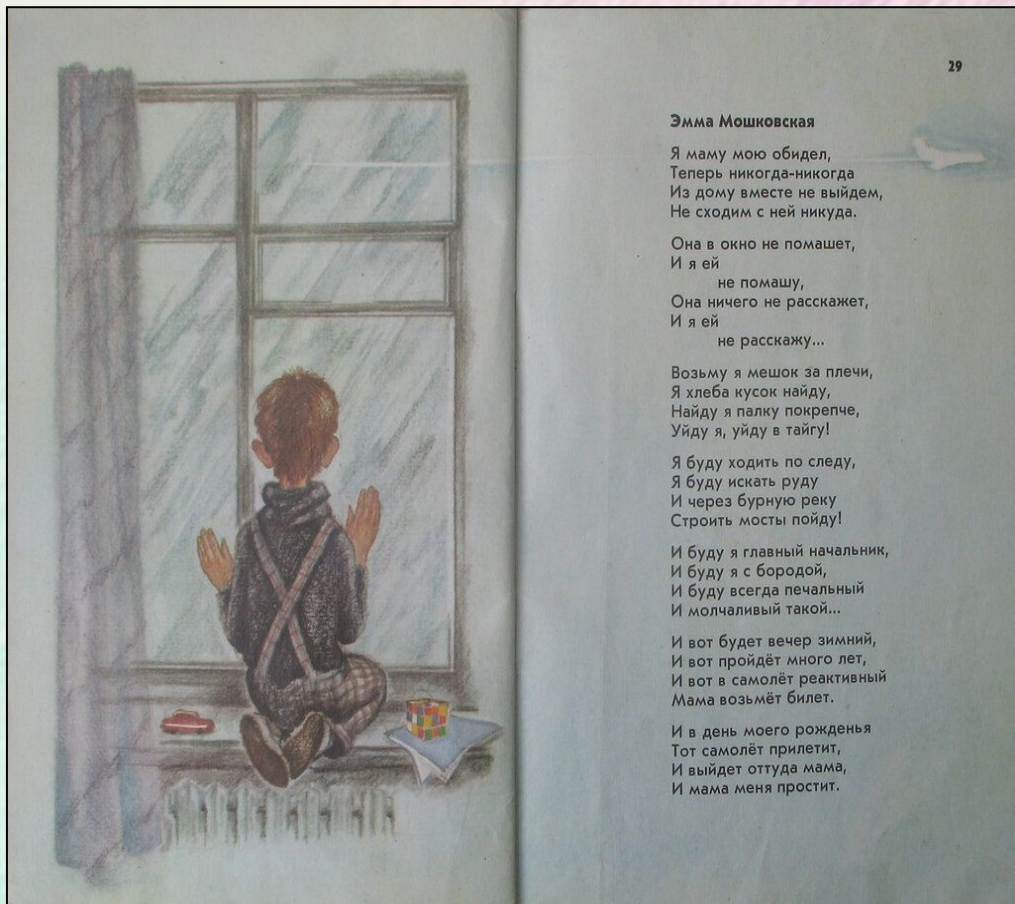 29
Эмма Мошковская
Я маму мою обидел,
Теперь никогда-никогда
Из дому вместе не выйдем,
Не сходим с ней никуда.
Она в окно не помашет,
И я ей
не помашу,
Она ничего не расскажет,
И я ей
не расскажу...
Возьму я мешок за плечи,
Я хлеба кусок найду,
Найду я палку покрепче,
Уйду я, уйду в тайгу!
Я буду ходить по следу,
Я буду искать руду
И через бурную реку
Строить мосты пойду!
И буду я главный начальник,
И буду я с бородой,
И буду всегда печальный
И молчаливый такой...
И вот будет вечер зимний,
И вот пройдёт много лет,
И вот в самолёт реактивный
Мама возьмёт билет.
И в день моего рожденья
Тот самолёт прилетит,
И выйдет оттуда мама,
И мама меня простит.